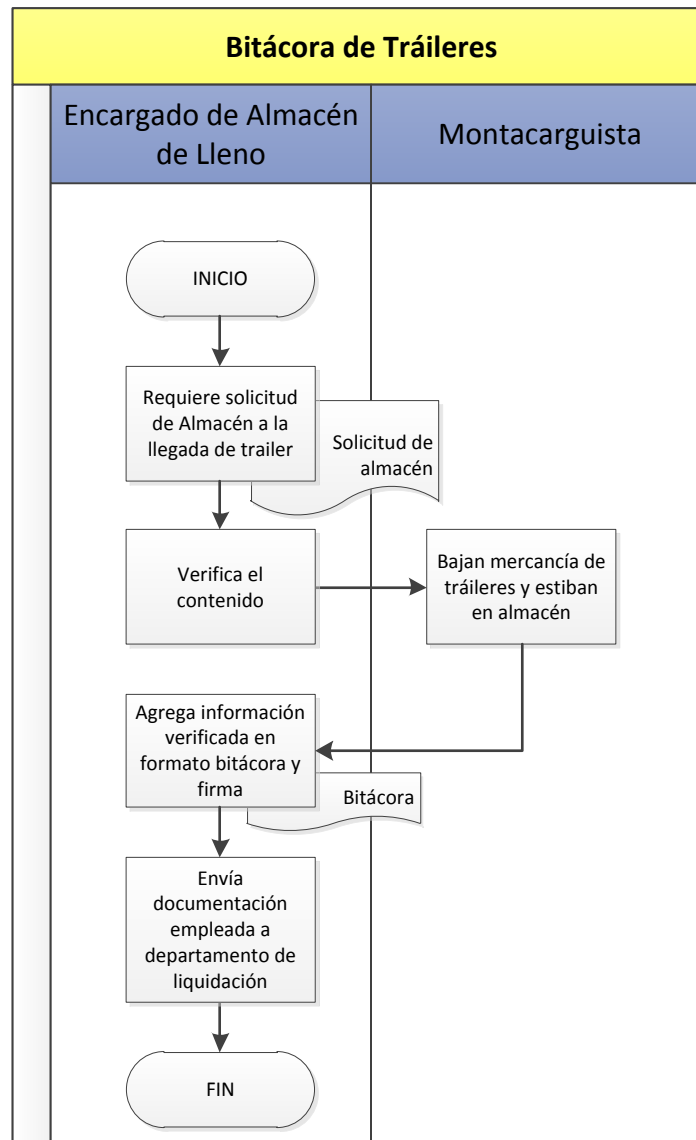 Bitácora de Tráileres
Encargado de Almacén
de Lleno
Montacarguista
INICIO
Requiere solicitud
de Almacén a la
llegada de trailer
Solicitud de
almacén
Verifica el
contenido
Bajan mercancía de
tráileres y estiban
en almacén
Agrega información
verificada en
formato bitácora y
firma
Bitácora
Envía
documentación
empleada a
departamento de
liquidación
FIN